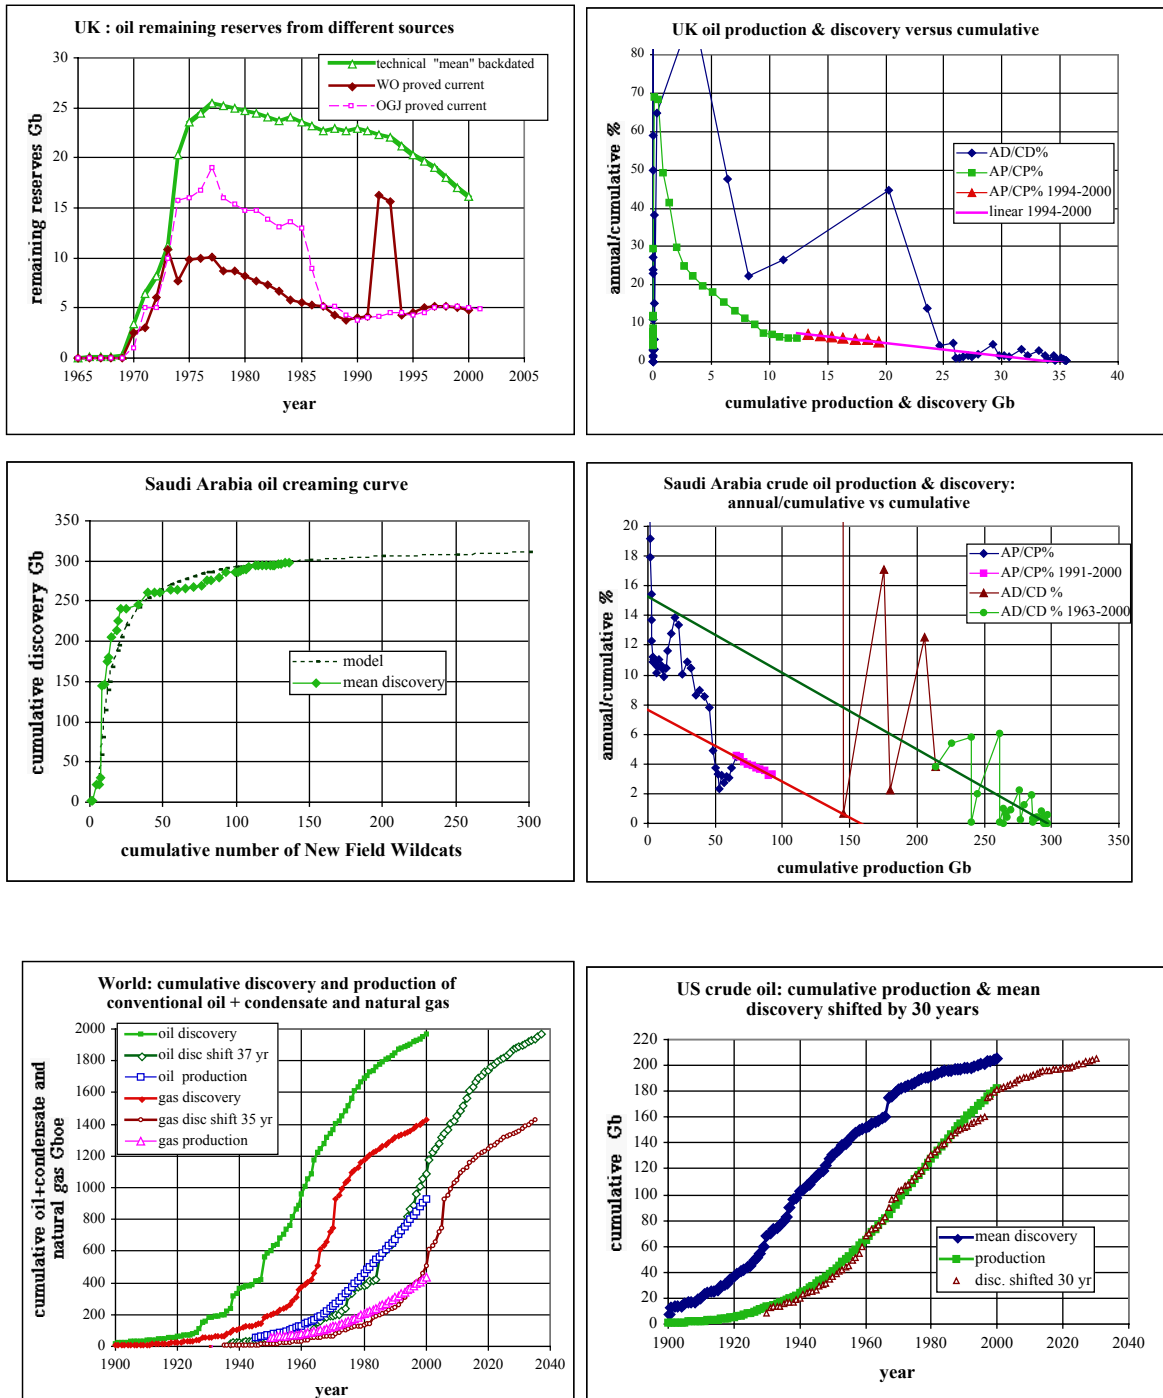 UK : oil remaining reserves from different sources
30
25
20
15
10
5
0
remaining reserves Gb
technical "mean" backdated
WO proved current
OGJ proved current
1965 1970 1975 1980 1985 1990 1995 2000 2005
year
UK oil production & discovery versus cumulative
80
70
60
50
40
30
20
10
0
annual/cumulative %
AD/CD%
AP/CP%
AP/CP% 1994-2000
linear 1994-2000
0 5 10 15 20 25 30 35 40
cumulative production & discovery Gb
Saudi Arabia oil creaming curve
350
300
250
200
150
100
50
0
cumulative discovery Gb
model
mean discovery
0 50 100 150 200 250 300
cumulative number of New Field Wildcats
Saudi Arabia crude oil production & discovery:
annual/cumulative vs cumulative
20
18
16
14
12
10
8
6
4
2
0
annual/cumulative %
AP/CP%
AP/CP% 1991-2000
AD/CD %
AD/CD % 1963-2000
0 50 100 150 200 250 300 350
cumulative production Gb
World: cumulative discovery and production of
conventional oil + condensate and natural gas
2000
1800
1600
1400
1200
1000
800
600
400
200
0
cumulative oil+condensate and
natural gas Gboe
oil discovery
oil disc shift 37 yr
oil production
gas discovery
gas disc shift 35 yr
gas production
1900 1920 1940 1960 1980 2000 2020 2040
year
US crude oil: cumulative production & mean
discovery shifted by 30 years
220
200
180
160
140
120
100
80
60
40
20
0
cumulative Gb
mean discovery
production
disc. shifted 30 yr
1900 1920 1940 1960 1980 2000 2020 2040
year